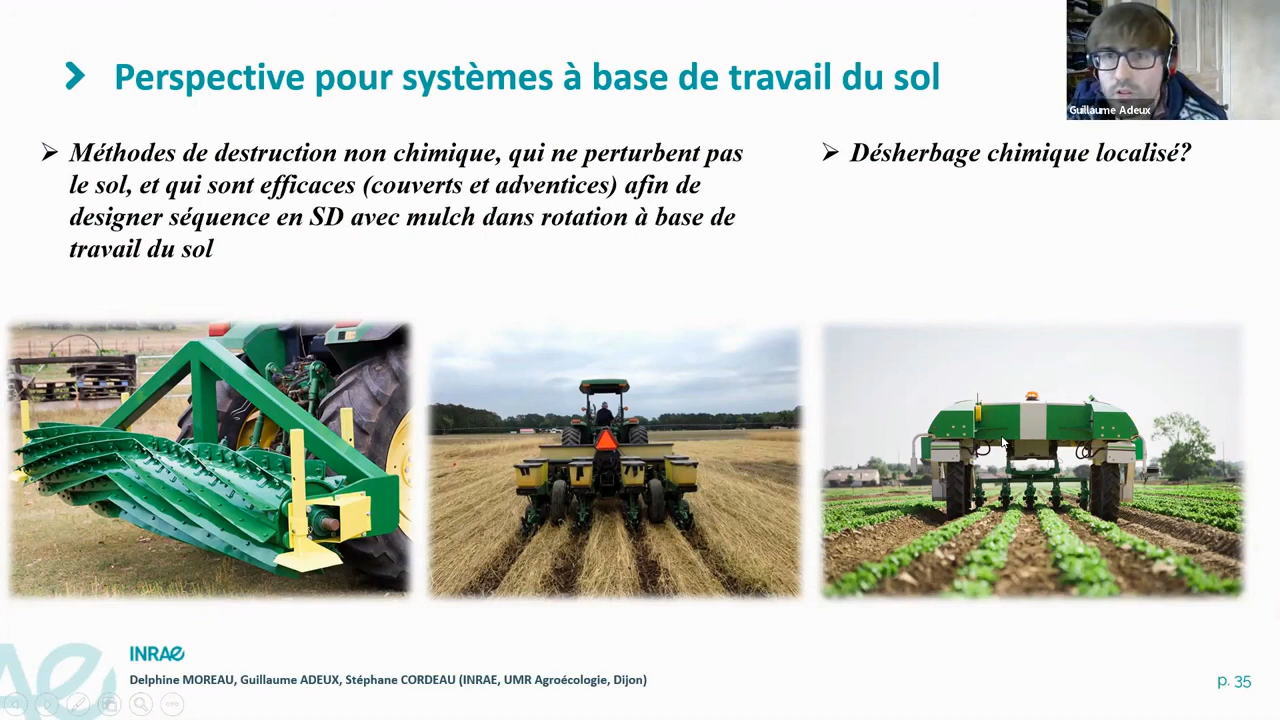 Perspective pour systèmes à base de travail du sol
Guillaume Adeux
Méthodes de destruction non chimique, qui ne perturbent pas
le sol, et qui sont efficaces (couverts et adventices) afin de
designer séquence en SD avec mulch dans rotation à base de
travail du sol
Désherbage chimique localisé?
INRAE
Delphine MOREAU, Guillaume ADEUX, Stéphane CORDEAU (INRAE, UMR Agroécologie, Dijon)
p. 35